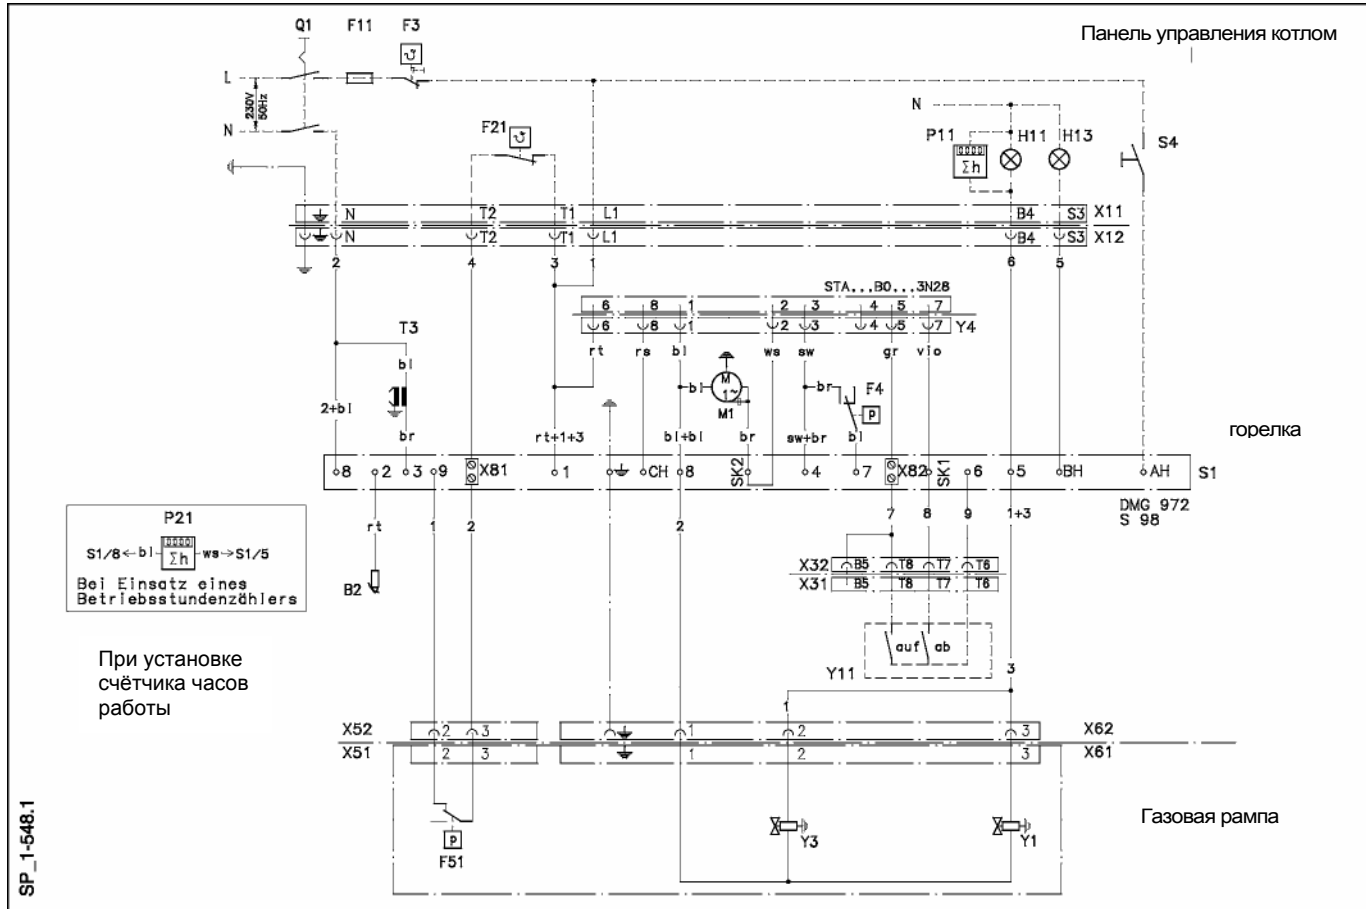 Q1 F11 F3
Панель управления котлом
L
230V
50Hz
N
F21
N
P11 H11 H13
Σh
S4
N T2 T1 L1 B4 S3 X11
N T2 T1 L1 B4 S3 X12
2 4 3 1 6 5
STA...BO...3N28
6 8 1 2 3 4 5 7
6 8 1 2 3 4 5 7 Y4
T3
rt rs bl ws sw gr vio
bl
bl M
1~
M1
br F4
P
2+bl
br rt+1+3 bl+bl br sw+br bl
горелка
8 2 3 9 X81 1 CH 8 SK2 4 7 X82 SK1 6 5 BH AH S1
DMG 972
S 98
P21
S1/8 bl Σh ws S1/5
Bei Einsatz eines
Betriebsstundenzählers
rt 1 2 2 7 8 9 1+3
B2
X32 B5 T8 T7 T6
X31 B5 T8 T7 T6
auf ab
Y11
3
При установке
счётчика часов
работы
1
X52 2 3 1 2 3 X62
X51 2 3 1 2 3 X61
P
F51
Y3 Y1
Газовая рампа
SP_1-548.1